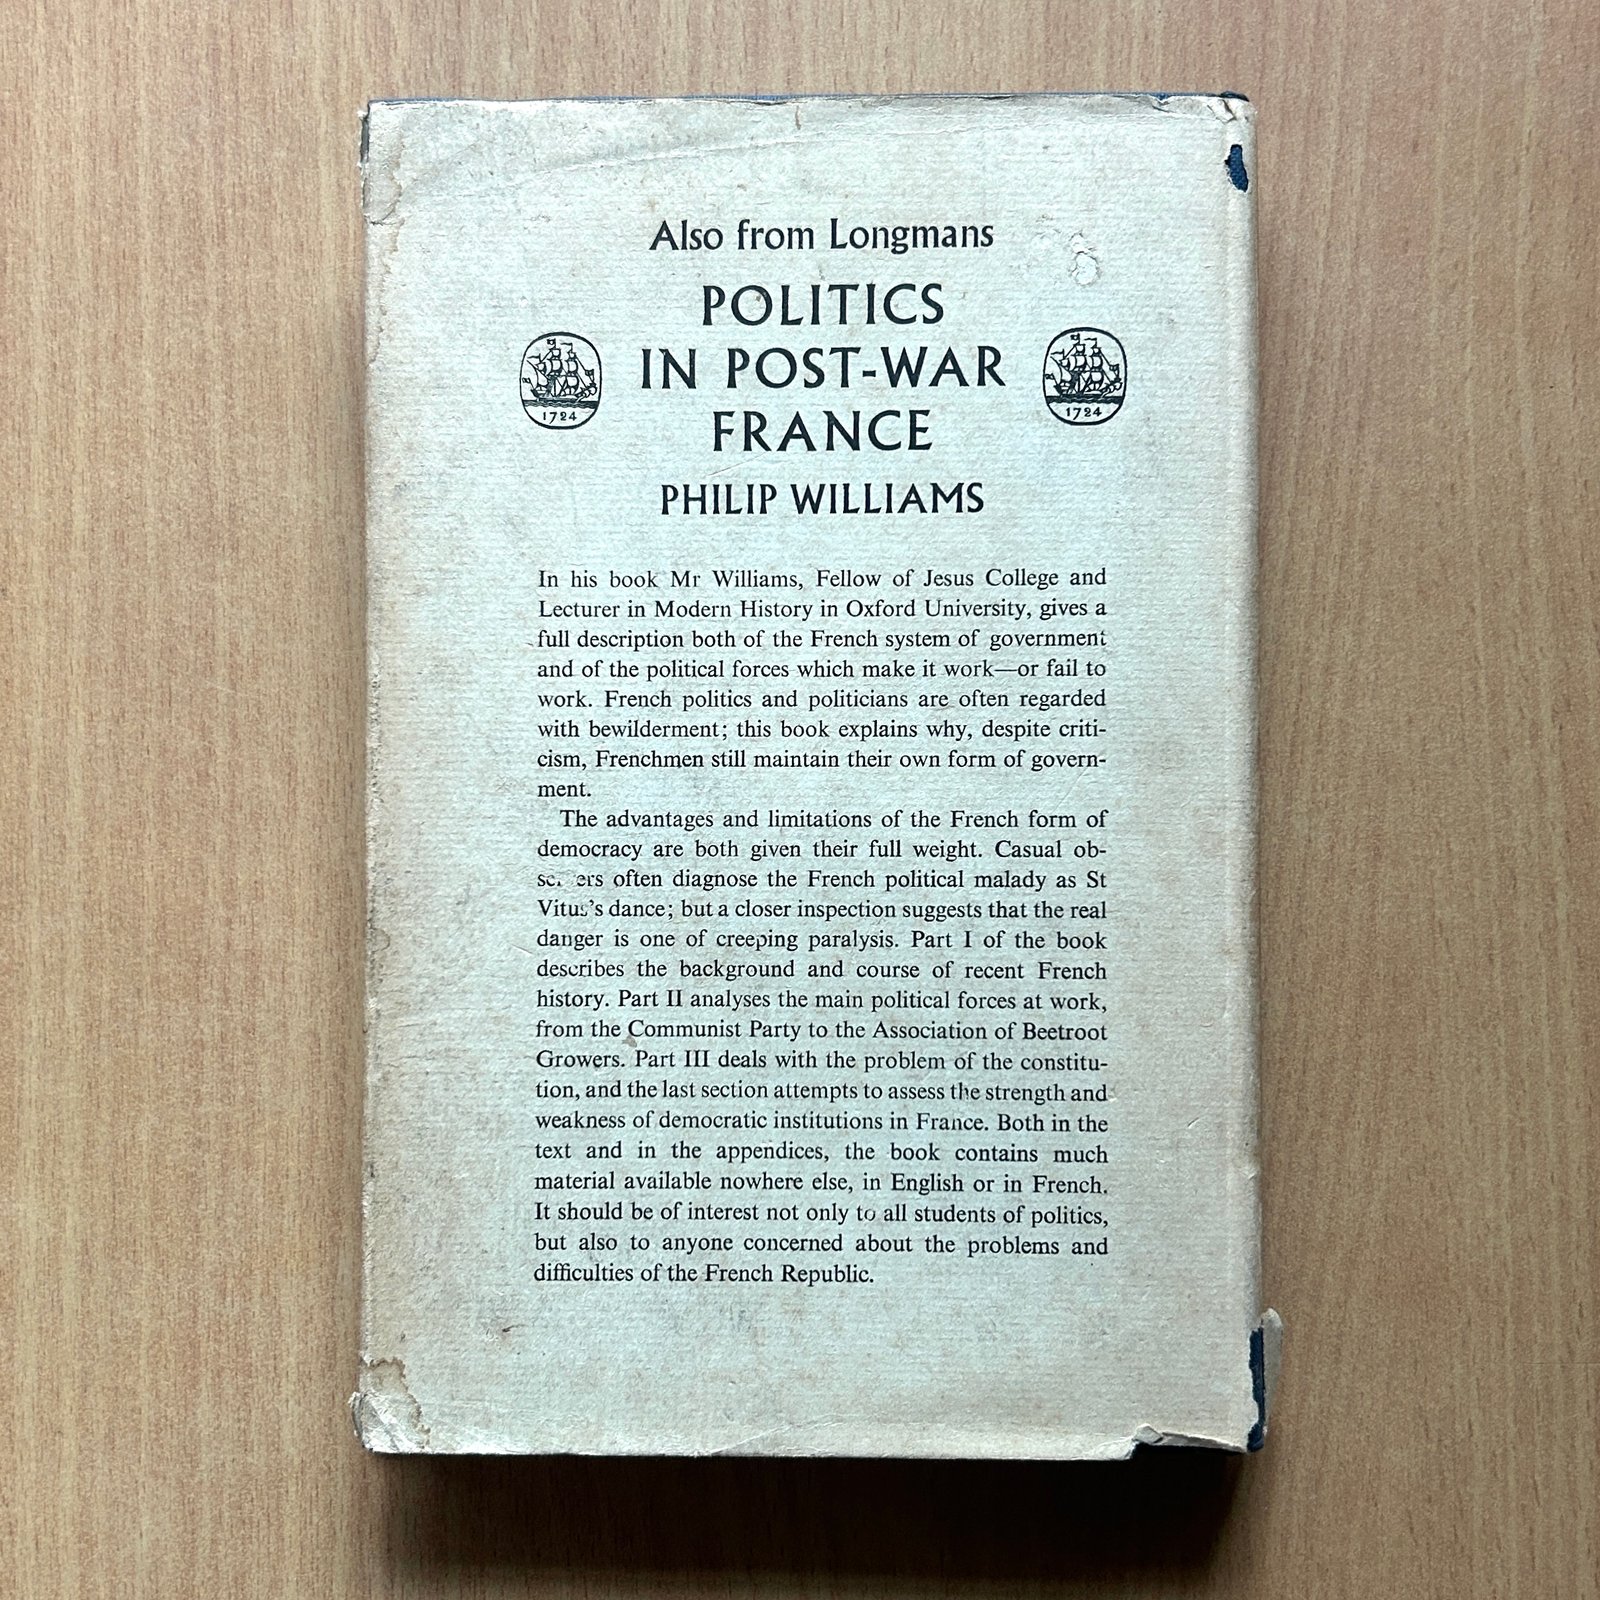 Also from Longmans
POLITICS
IN POST-WAR
FRANCE
1724
1724
PHILIP WILLIAMS
In his book Mr Williams, Fellow of Jesus College and
Lecturer in Modern History in Oxford University, gives a
full description both of the French system of government
and of the political forces which make it work—or fail to
work. French politics and politicians are often regarded
with bewilderment; this book explains why, despite criti-
cism, Frenchmen still maintain their own form of govern-
ment.
The advantages and limitations of the French form of
democracy are both given their full weight. Casual ob-
often diagnose the French political malady as St
Vitus's dance; but a closer inspection suggests that the real
danger is one of creeping paralysis. Part I of the book
describes the background and course of recent French
history. Part II analyses the main political forces at work,
from the Communist Party to the Association of Beetroot
Growers. Part III deals with the problem of the constitu-
tion, and the last section attempts to assess the strength and
weakness of democratic institutions in France. Both in the
text and in the appendices, the book contains much
material available nowhere else, in English or in French.
It should be of interest not only to all students of politics,
but also to anyone concerned about the problems and
difficulties of the French Republic.